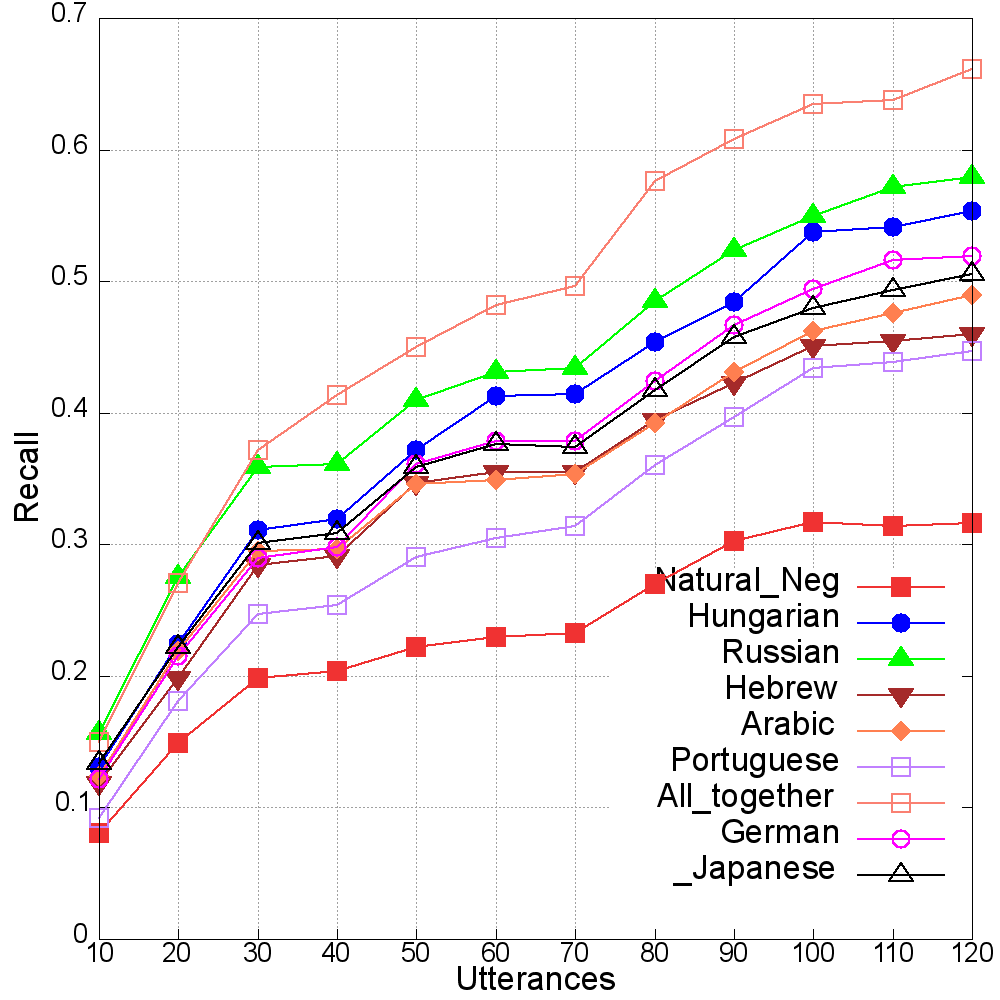 0.7
0.6
0.5
0.4
0.3
0.2
0.1
0
Recall
Natural_Neg
Hungarian
Russian
Hebrew
Arabic
Portuguese
All_together
German
_Japanese
10 20 30 40 50 60 70 80 90 100 110 120
Utterances